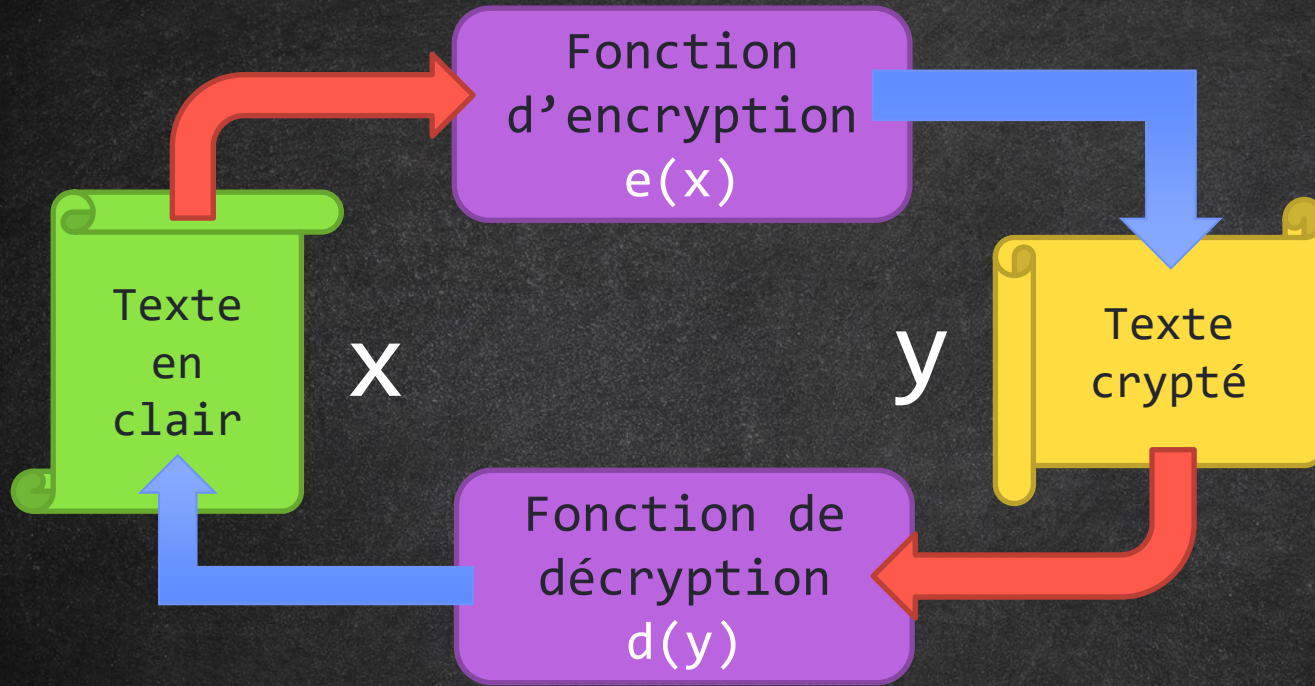 Fonction
d’encryption
e(x)
Texte
en
clair
x
y
Texte
crypté
Fonction de
décryption
d(y)